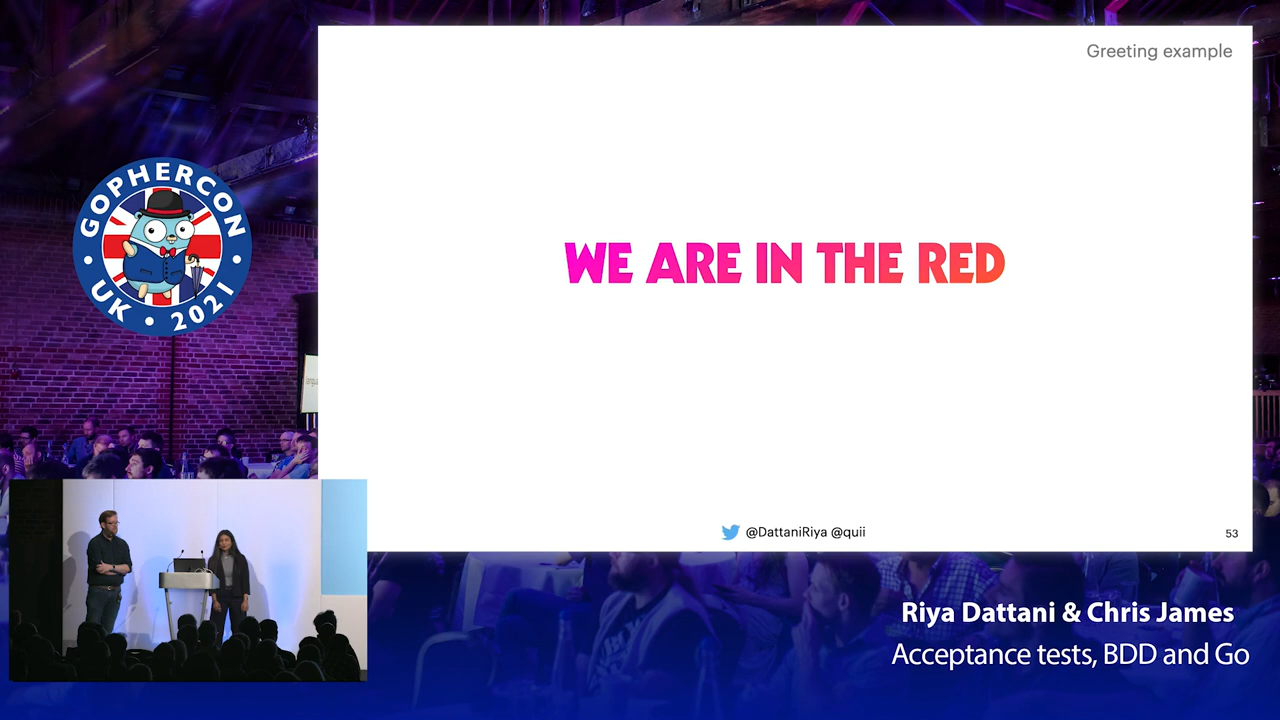 Greeting example
GOPHERCON
UK • 2021
WE ARE IN THE RED
@DattaniRiya @quii
53
Riya Dattani & Chris James
Acceptance tests, BDD and Go